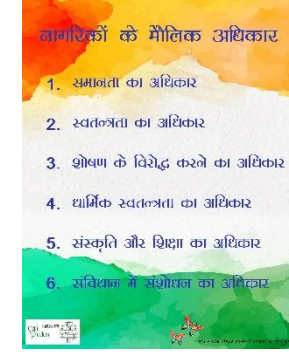 नागरिकों के मौलिक अधिकार
1. समानता का अधिकार
2. स्वतन्त्रता का अधिकार
3. शोषण के विरोद्ध करने का अधिकार
4. धार्मिक स्वतन्त्रता का अधिकार
5. संस्कृति और शिक्षा का अधिकार
6. संविधान में संशोधन का अधिकार